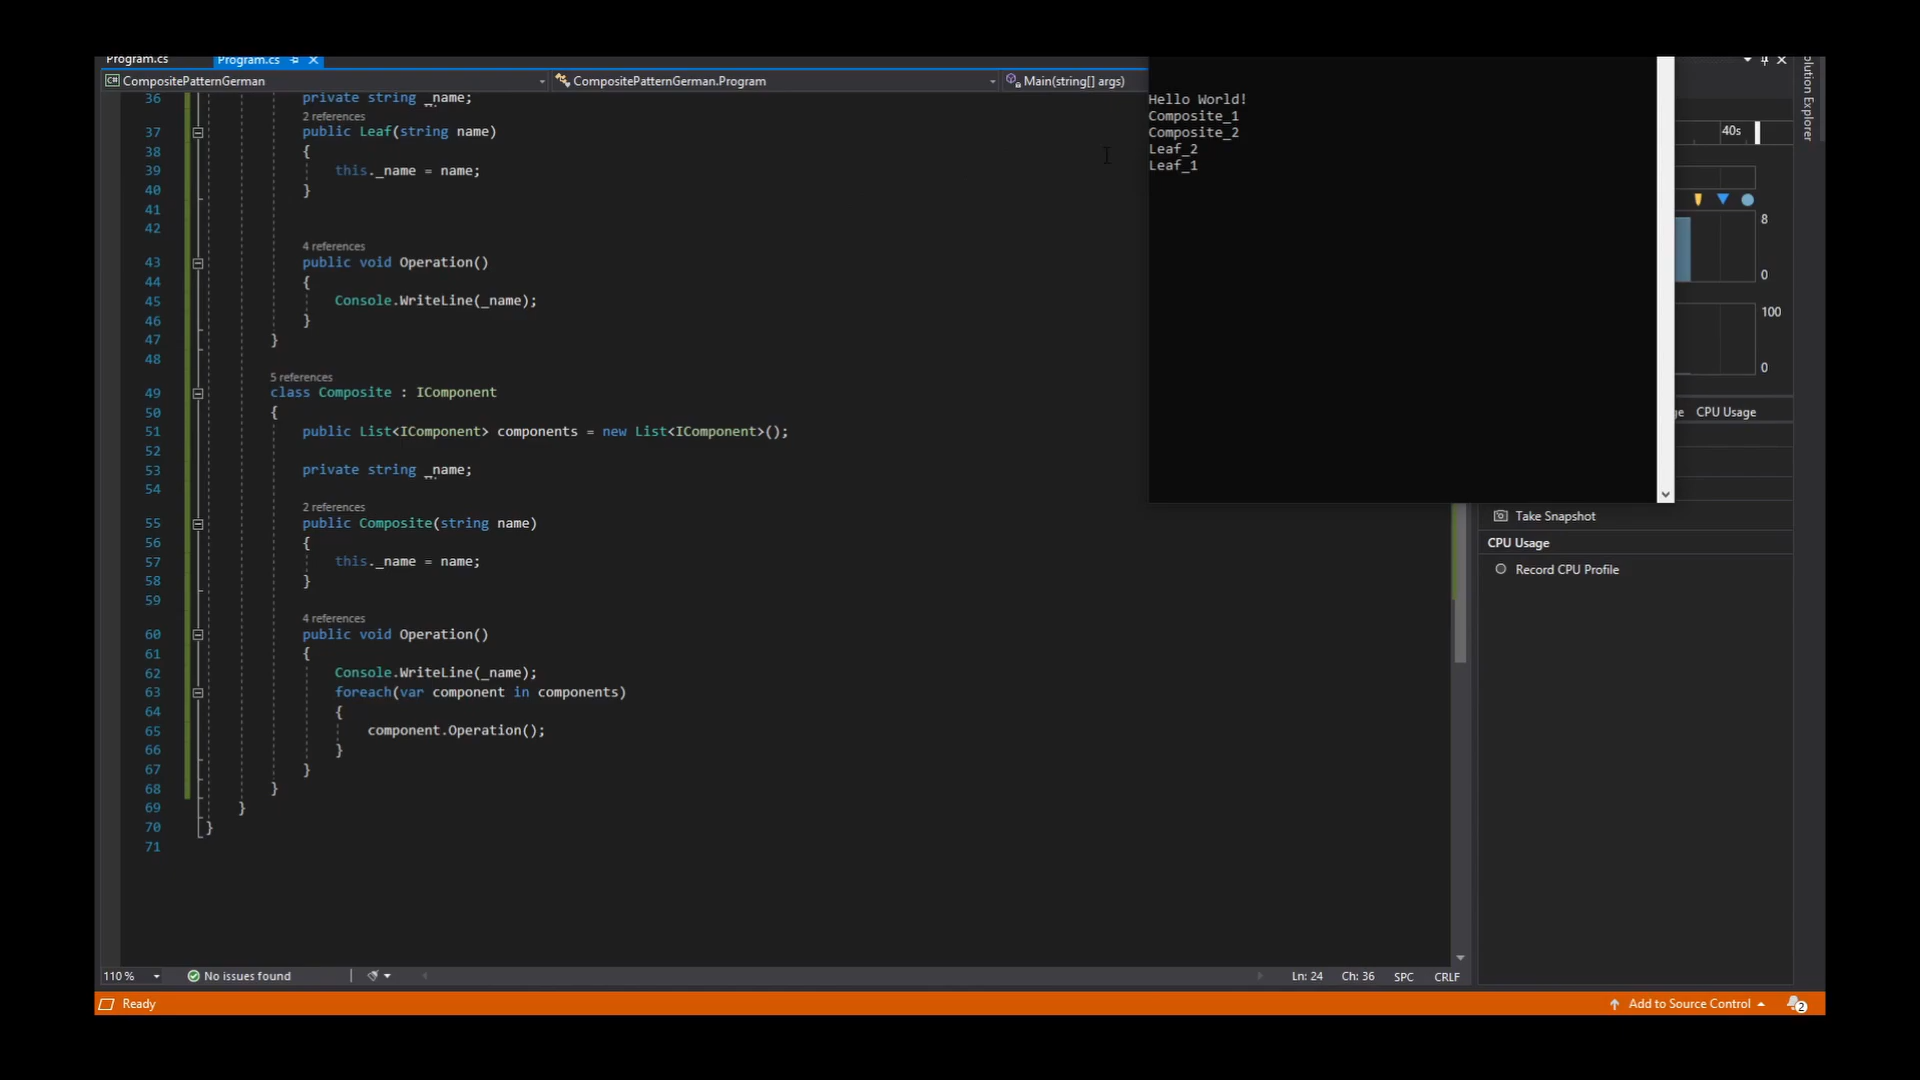 Program.cs
Program.cs
CompositePatternGerman
CompositePatternGerman.Program
Main(string[] args)
36 private string _name;
2 references
37 public Leaf(string name)
38 {
39 this._name = name;
40 }
41
42
4 references
43 public void Operation()
44 {
45 Console.WriteLine(_name);
46 }
47 }
48
5 references
49 class Composite : IComponent
50 {
51 public List<IComponent> components = new List<IComponent>();
52
53 private string _name;
54
2 references
55 public Composite(string name)
56 {
57 this._name = name;
58 }
59
4 references
60 public void Operation()
61 {
62 Console.WriteLine(_name);
63 foreach(var component in components)
64 {
65 component.Operation();
66 }
67 }
68 }
69 }
70 }
71
Hello World!
Composite_1
Composite_2
Leaf_2
Leaf_1
40s
8
0
100
0
CPU Usage
Take Snapshot
CPU Usage
Record CPU Profile
Explorer
110 %
No issues found
Ln: 24
Ch: 36
SPC
CRLF
Ready
Add to Source Control
2